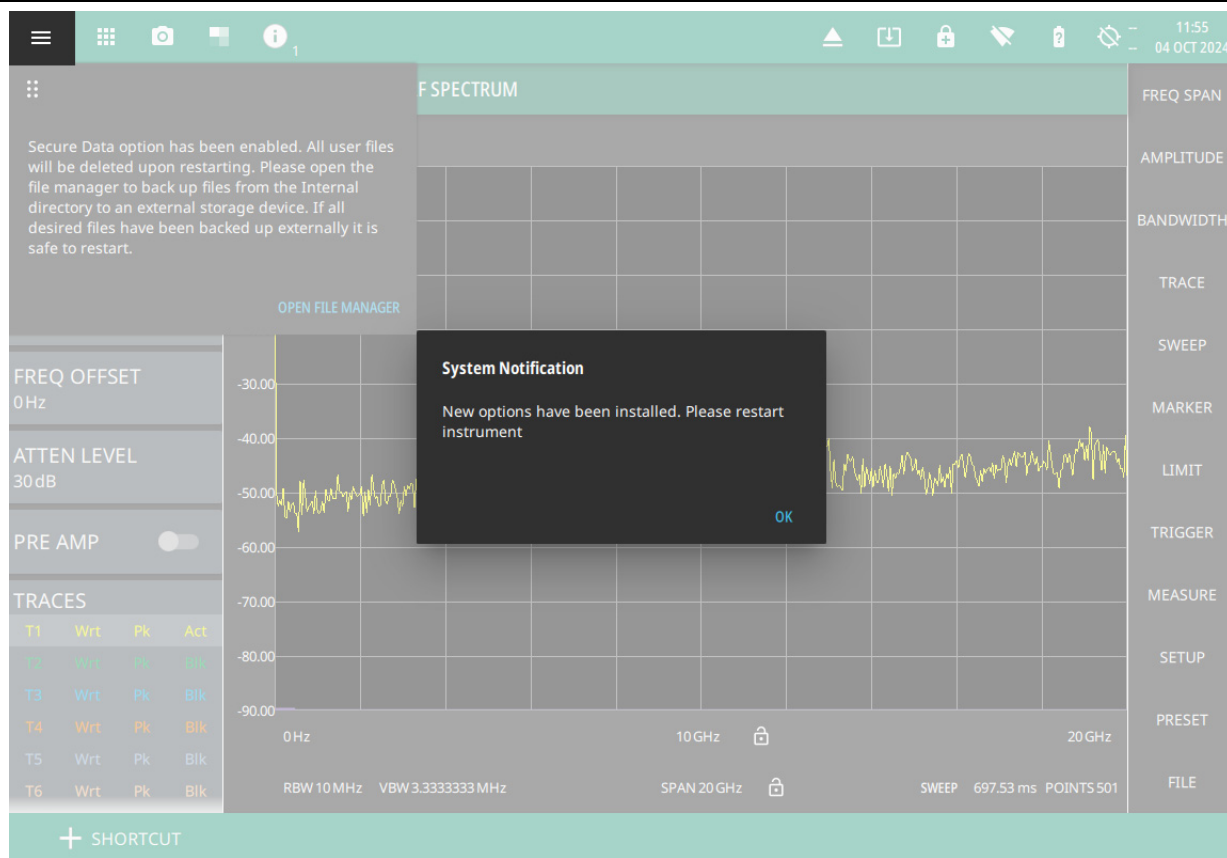 1
11:55
04 OCT 2024
F SPECTRUM
Secure Data option has been enabled. All user files
will be deleted upon restarting. Please open the
file manager to back up files from the Internal
directory to an external storage device. If all
desired files have been backed up externally it is
safe to restart.
OPEN FILE MANAGER
System Notification
New options have been installed. Please restart
instrument
OK
FREQ OFFSET
0 Hz
ATTEN LEVEL
30 dB
PRE AMP
TRACES
T1 Wrt Pk Act
T2 Wrt Pk Blk
T3 Wrt Pk Blk
T4 Wrt Pk Blk
T5 Wrt Pk Blk
T6 Wrt Pk Blk
-30.00
-40.00
-50.00
-60.00
-70.00
-80.00
-90.00
0 Hz
10 GHz
20 GHz
RBW 10 MHz VBW 3.3333333 MHz
SPAN 20 GHz
SWEEP 697.53 ms POINTS 501
FREQ SPAN
AMPLITUDE
BANDWIDTH
TRACE
SWEEP
MARKER
LIMIT
TRIGGER
MEASURE
SETUP
PRESET
FILE
SHORTCUT